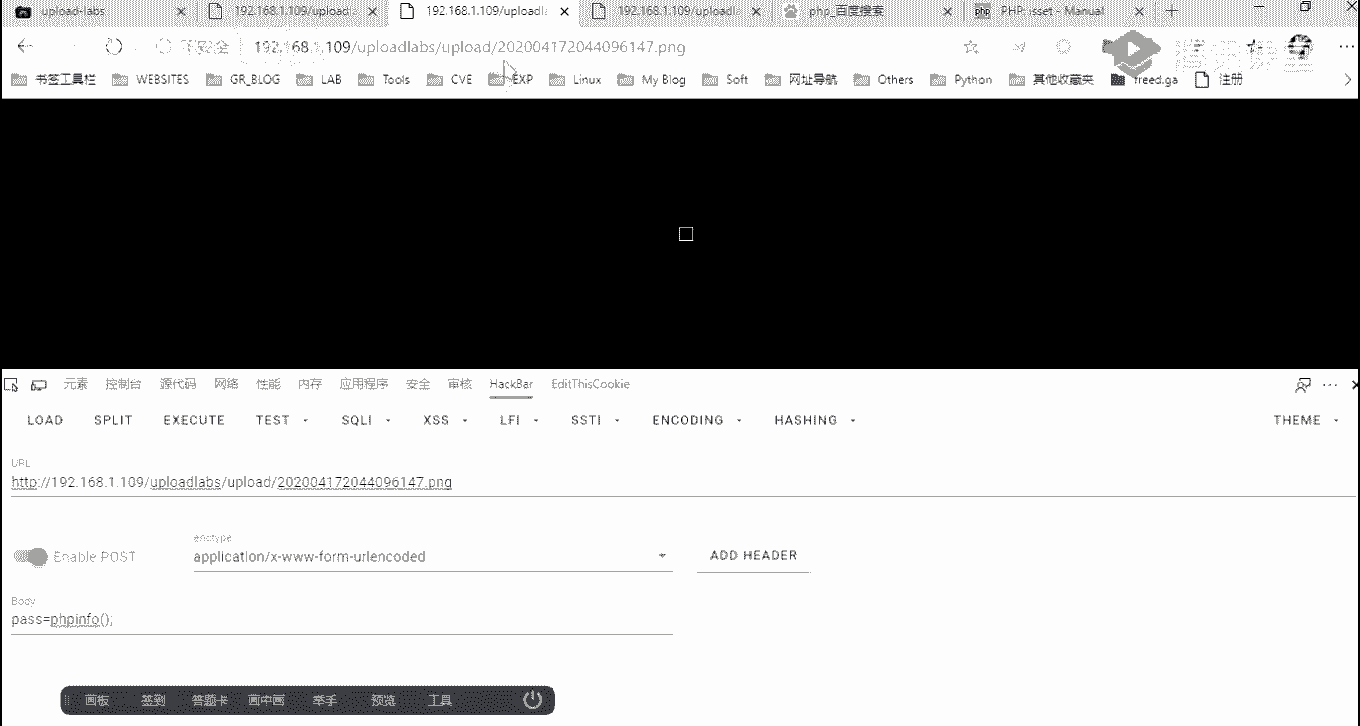 upload-labs 192.168.1.109/uploadla 192.168.1.109/uploadla 192.168.1.109/uploadla php_百度搜索 PHP: isset - Manual
不安全 192.168.1.109/uploadlabs/upload/202004172044096147.png
腾讯课堂
书签工具栏 WEBSITES GR_BLOG LAB Tools CVE EXP Linux My Blog Soft 网址导航 Others Python 其他收藏夹 freed.ga 注册
元素 控制台 源代码 网络 性能 内存 应用程序 安全 审核 HackBar EditThisCookie
LOAD SPLIT EXECUTE TEST SQLI XSS LFI SSTI ENCODING HASHING THEME
URL
http://192.168.1.109/uploadlabs/upload/202004172044096147.png
enctype
Enable POST application/x-www-form-urlencoded ADD HEADER
Body
pass=phpinfo();
画板 签到 答题卡 画中画 举手 预览 工具